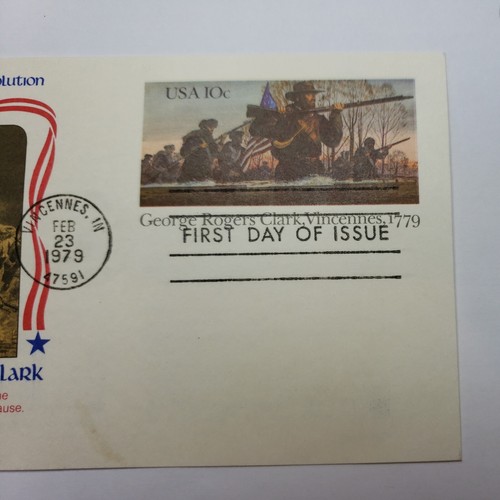 olution
USA 10c
George Rogers Clark, Vincennes, 1779
FIRST DAY OF ISSUE
VINCENNES, IN
FEB
23
1979
47591
lark
ause.